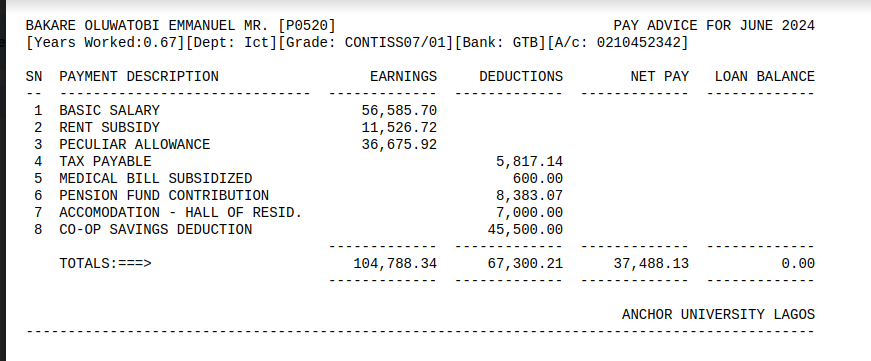 BAKARE OLUWATOBI EMMANUEL MR. [P0520] PAY ADVICE FOR JUNE 2024
[Years Worked:0.67][Dept: Ict][Grade: CONTISS07/01][Bank: GTB][A/c: 0210452342]
SN PAYMENT DESCRIPTION EARNINGS DEDUCTIONS NET PAY LOAN BALANCE
1 BASIC SALARY 56,585.70
2 RENT SUBSIDY 11,526.72
3 PECULIAR ALLOWANCE 36,675.92
4 TAX PAYABLE 5,817.14
5 MEDICAL BILL SUBSIDIZED 600.00
6 PENSION FUND CONTRIBUTION 8,383.07
7 ACCOMODATION - HALL OF RESID. 7,000.00
8 CO-OP SAVINGS DEDUCTION 45,500.00
TOTALS:===> 104,788.34 67,300.21 37,488.13 0.00
ANCHOR UNIVERSITY LAGOS